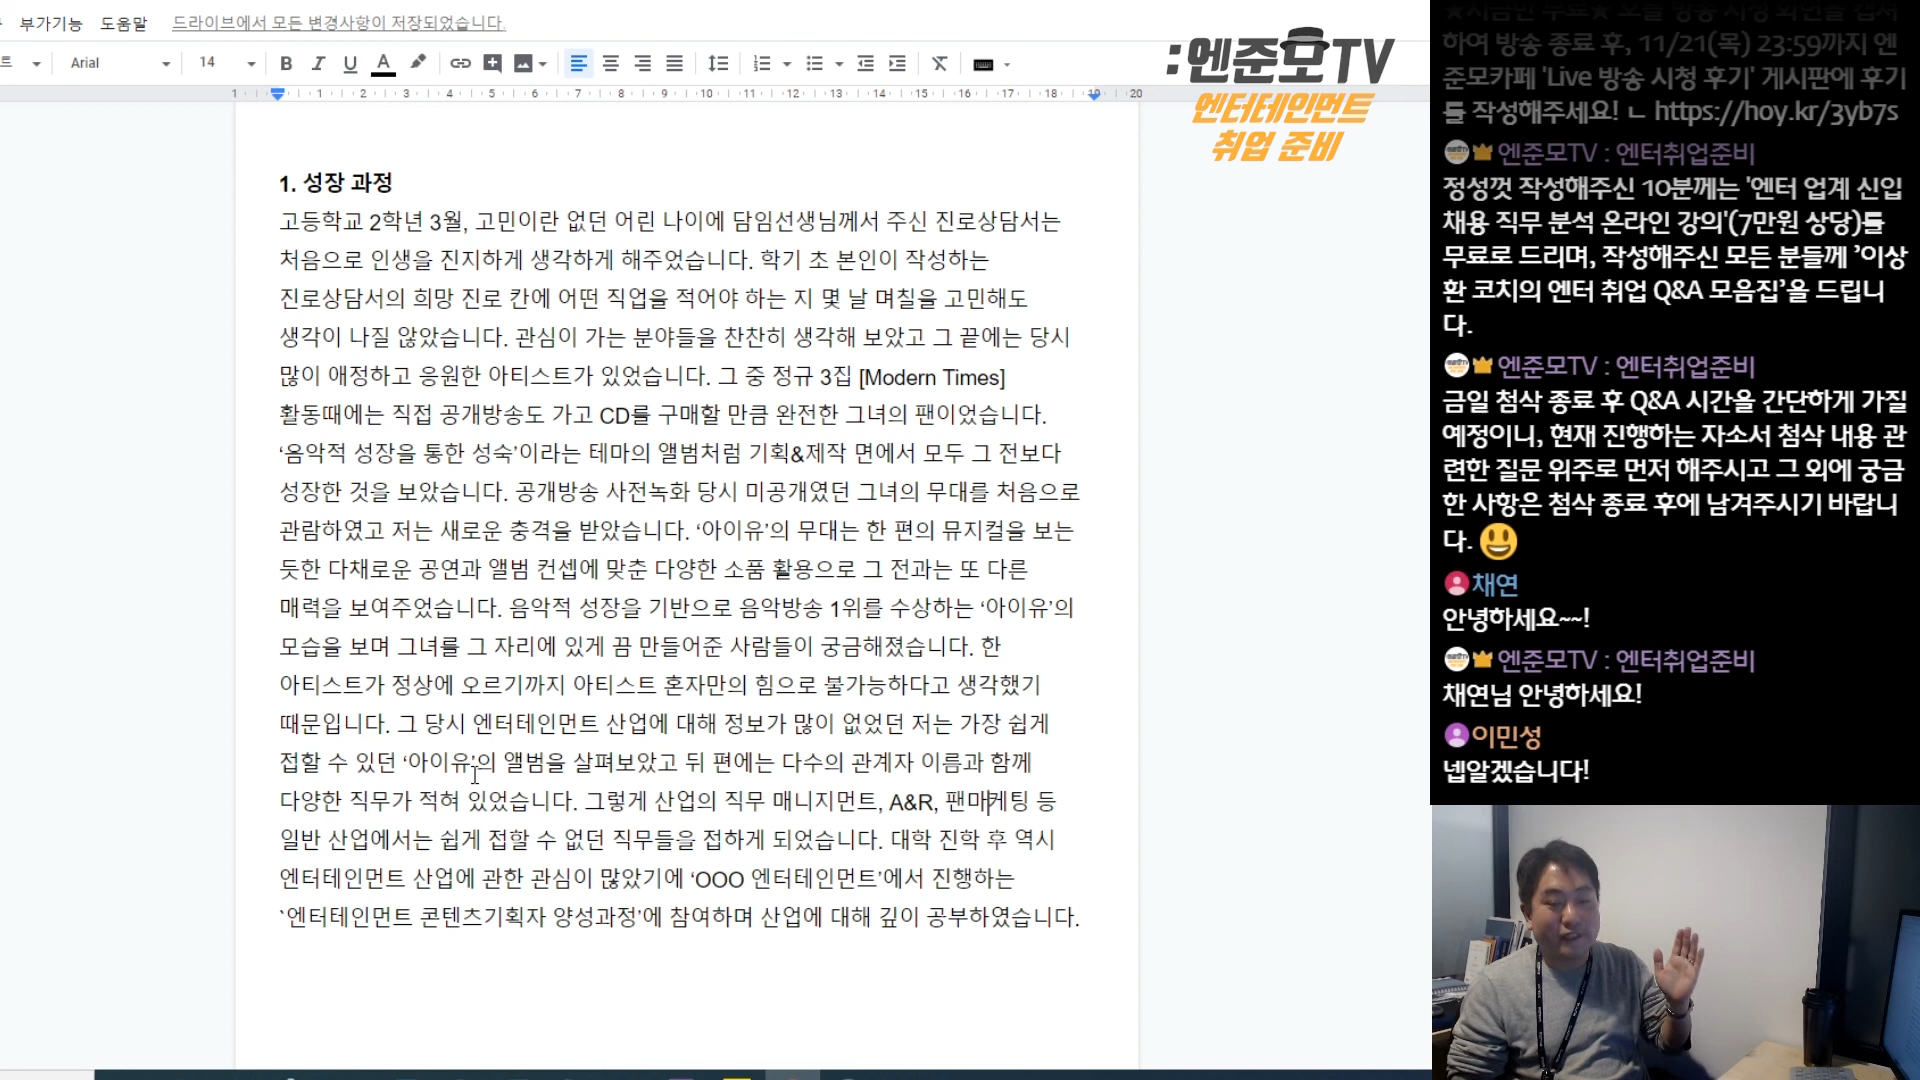 부가기능 도움말 드라이브에서 모든 변경사항이 저장되었습니다.
트 Arial 14 B I U A
1 1 2 3 4 5 6 7 8 9 10 11 12 13 14 15 16 17 18 19 20
:엔준모TV
엔터테인먼트
취업 준비
1. 성장 과정
고등학교 2학년 3월, 고민이란 없던 어린 나이에 담임선생님께서 주신 진로상담서는
처음으로 인생을 진지하게 생각하게 해주었습니다. 학기 초 본인이 작성하는
진로상담서의 희망 진로 칸에 어떤 직업을 적어야 하는 지 몇 날 며칠을 고민해도
생각이 나질 않았습니다. 관심이 가는 분야들을 찬찬히 생각해 보았고 그 끝에는 당시
많이 애정하고 응원한 아티스트가 있었습니다. 그 중 정규 3집 [Modern Times]
활동때에는 직접 공개방송도 가고 CD를 구매할 만큼 완전한 그녀의 팬이었습니다.
‘음악적 성장을 통한 성숙’이라는 테마의 앨범처럼 기획&제작 면에서 모두 그 전보다
성장한 것을 보았습니다. 공개방송 사전녹화 당시 미공개였던 그녀의 무대를 처음으로
관람하였고 저는 새로운 충격을 받았습니다. ‘아이유’의 무대는 한 편의 뮤지컬을 보는
듯한 다채로운 공연과 앨범 컨셉에 맞춘 다양한 소품 활용으로 그 전과는 또 다른
매력을 보여주었습니다. 음악적 성장을 기반으로 음악방송 1위를 수상하는 ‘아이유’의
모습을 보며 그녀를 그 자리에 있게 끔 만들어준 사람들이 궁금해졌습니다. 한
아티스트가 정상에 오르기까지 아티스트 혼자만의 힘으로 불가능하다고 생각했기
때문입니다. 그 당시 엔터테인먼트 산업에 대해 정보가 많이 없었던 저는 가장 쉽게
접할 수 있던 ‘아이유’의 앨범을 살펴보았고 뒤 편에는 다수의 관계자 이름과 함께
다양한 직무가 적혀 있었습니다. 그렇게 산업의 직무 매니지먼트, A&R, 팬마케팅 등
일반 산업에서는 쉽게 접할 수 없던 직무들을 접하게 되었습니다. 대학 진학 후 역시
엔터테인먼트 산업에 관한 관심이 많았기에 ‘OOO 엔터테인먼트’에서 진행하는
`엔터테인먼트 콘텐츠기획자 양성과정’에 참여하며 산업에 대해 깊이 공부하였습니다.
★지금만 무료★ 오늘 방송 시청 화면을 캡처
하여 방송 종료 후, 11/21(목) 23:59까지 엔
준모카페 'Live 방송 시청 후기' 게시판에 후기
를 작성해주세요! ㄴ https://hoy.kr/3yb7s
엔준모TV : 엔터취업준비
정성껏 작성해주신 10분께는 '엔터 업계 신입
채용 직무 분석 온라인 강의'(7만원 상당)를
무료로 드리며, 작성해주신 모든 분들께 ’이상
환 코치의 엔터 취업 Q&A 모음집’을 드립니
다.
엔준모TV : 엔터취업준비
금일 첨삭 종료 후 Q&A 시간을 간단하게 가질
예정이니, 현재 진행하는 자소서 첨삭 내용 관
련한 질문 위주로 먼저 해주시고 그 외에 궁금
한 사항은 첨삭 종료 후에 남겨주시기 바랍니
다. 😃
채연
안녕하세요~~!
엔준모TV : 엔터취업준비
채연님 안녕하세요!
이민성
넵알겠습니다!